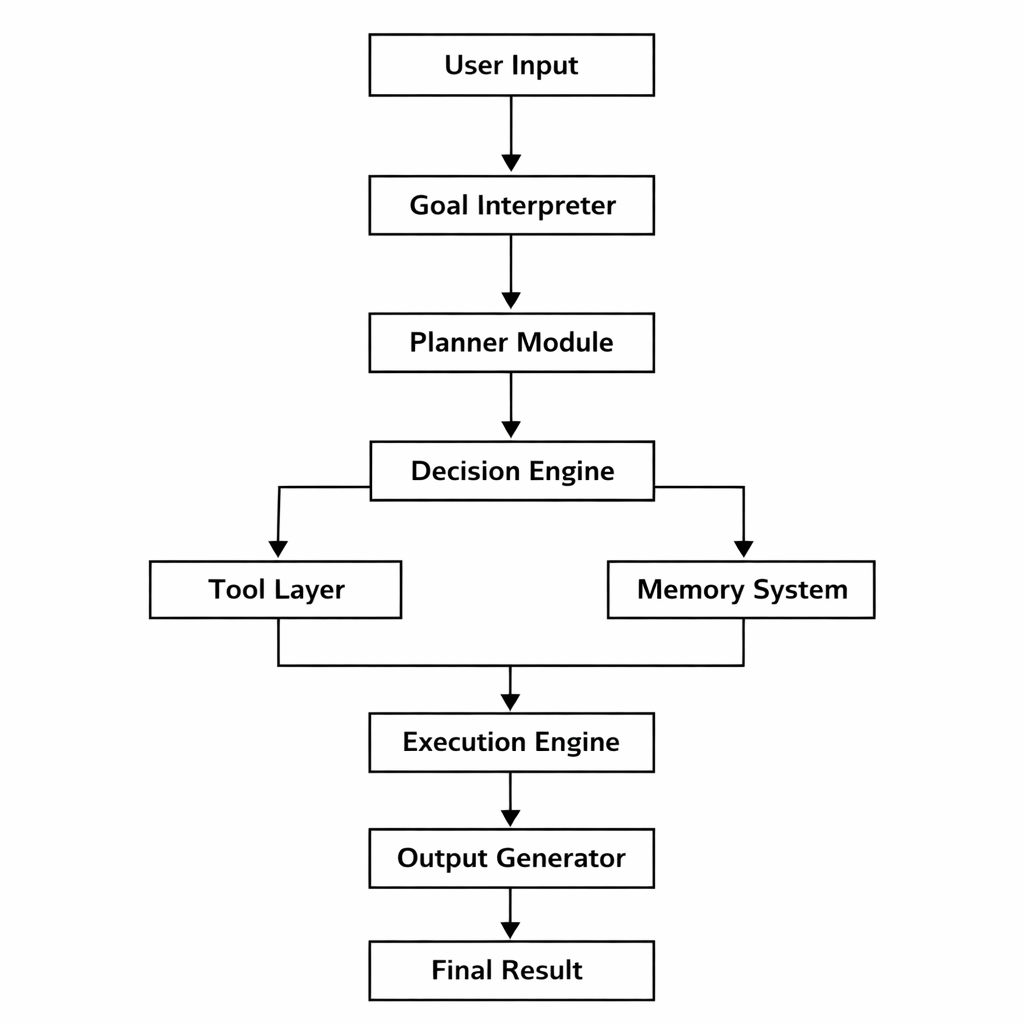 User Input
Goal Interpreter
Planner Module
Decision Engine
Tool Layer
Memory System
Execution Engine
Output Generator
Final Result